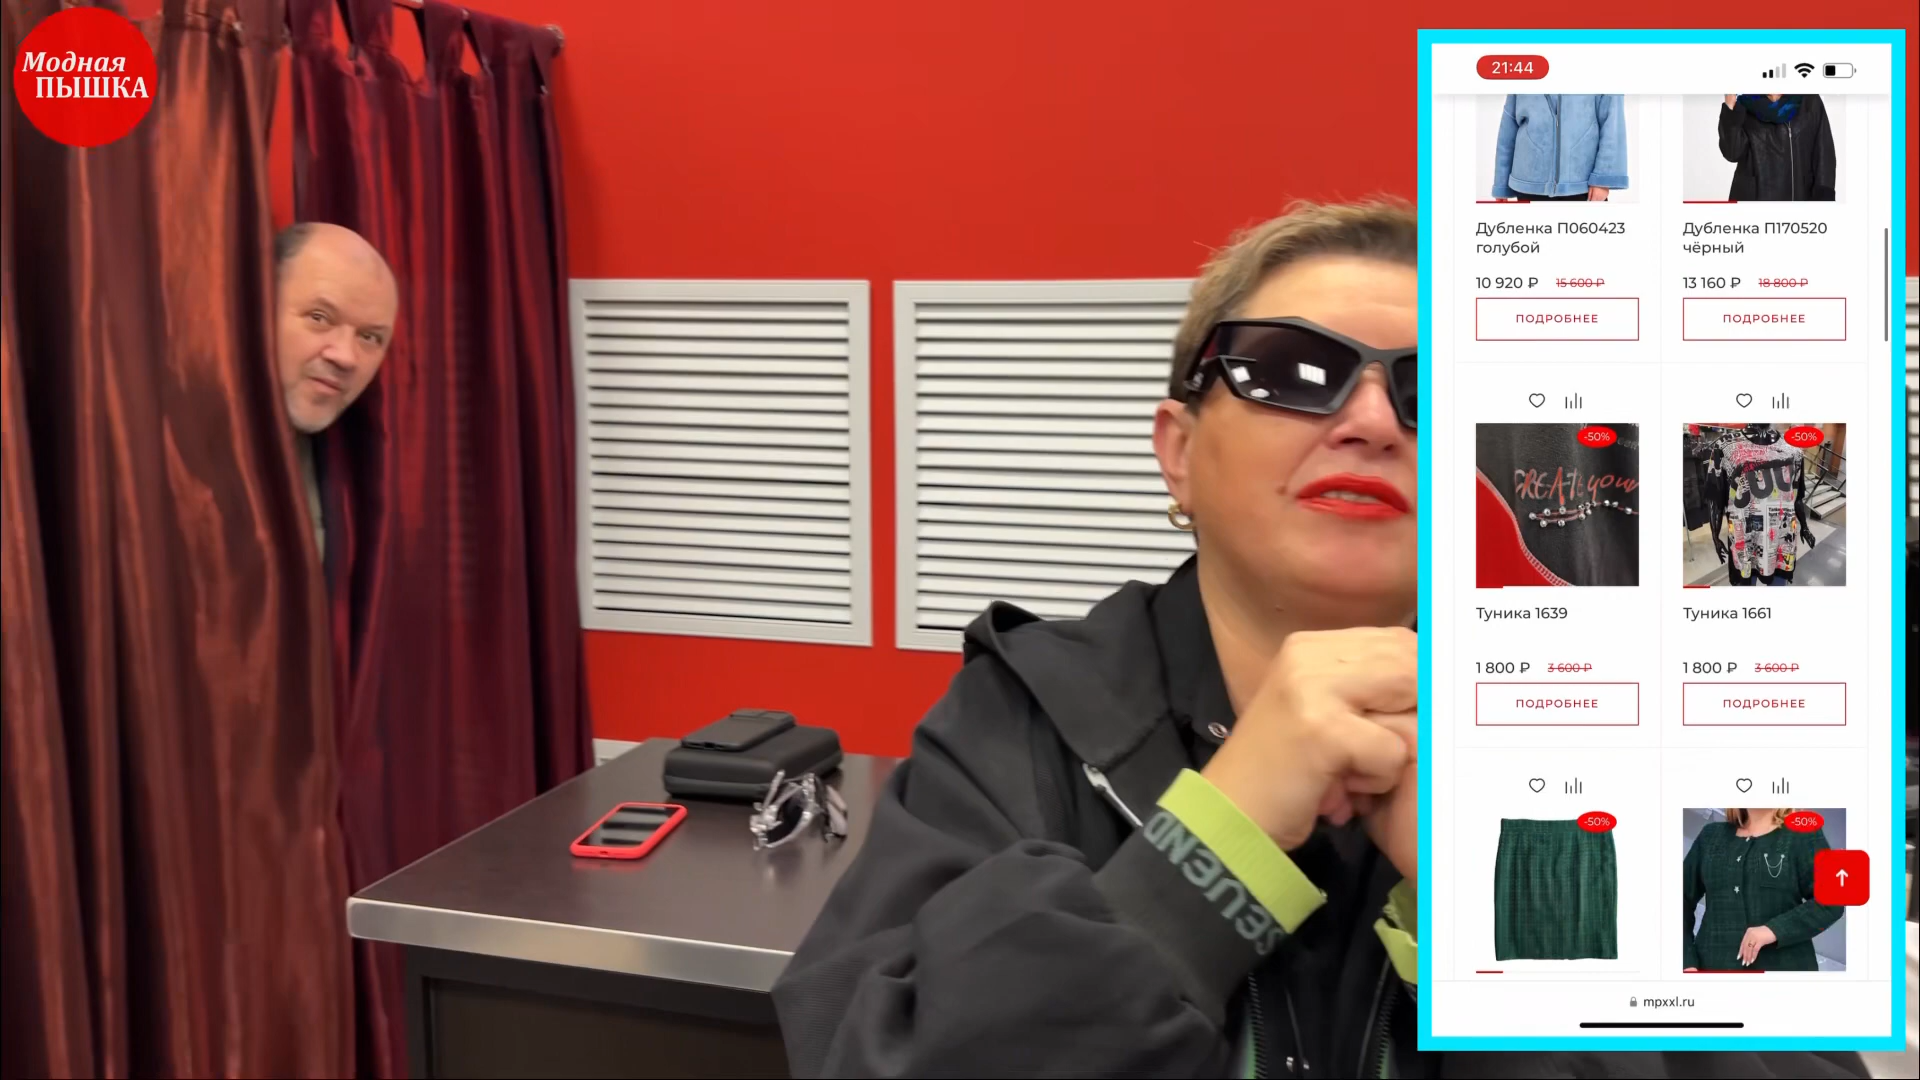 Модная
ПЫШКА
21:44
Дубленка П060423
голубой
10 920 ₽ 15 600 ₽
ПОДРОБНЕЕ
Дубленка П170520
чёрный
13 160 ₽ 18 800 ₽
ПОДРОБНЕЕ
-50%
CREATE your
Туника 1639
1 800 ₽ 3 600 ₽
ПОДРОБНЕЕ
-50%
Туника 1661
1 800 ₽ 3 600 ₽
ПОДРОБНЕЕ
-50%
-50%
mpxxl.ru